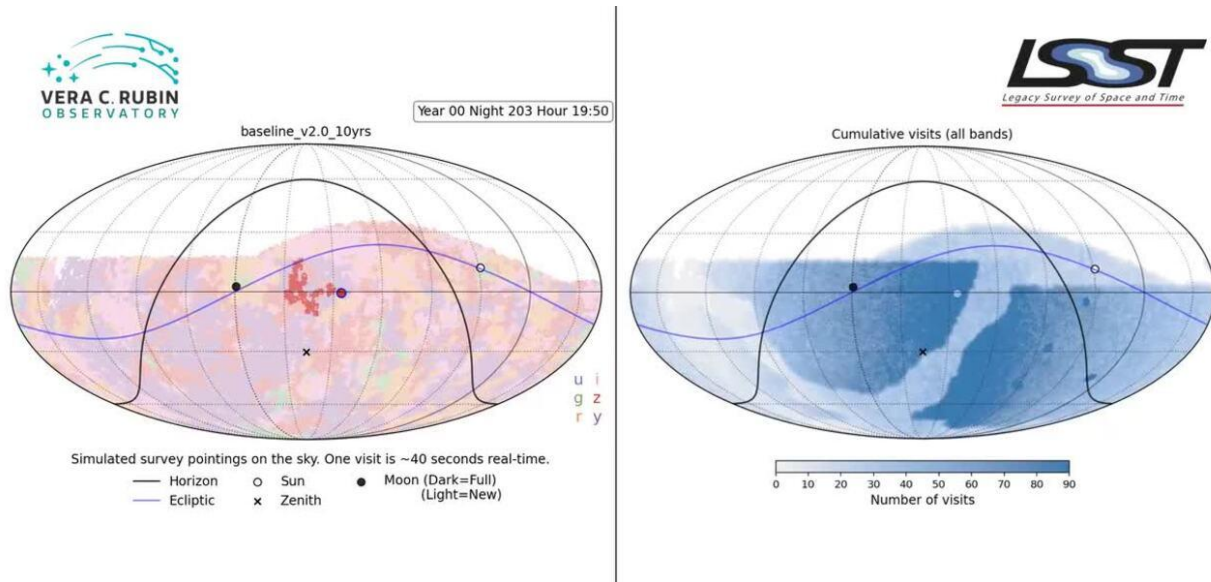 VERA C. RUBIN
OBSERVATORY
LSST
Legacy Survey of Space and Time
Year 00 Night 203 Hour 19:50
baseline_v2.0_10yrs
u i
g z
r y
Simulated survey pointings on the sky. One visit is ~40 seconds real-time.
Horizon Sun Moon (Dark=Full)
(Light=New)
Ecliptic Zenith
Cumulative visits (all bands)
0 10 20 30 40 50 60 70 80 90
Number of visits